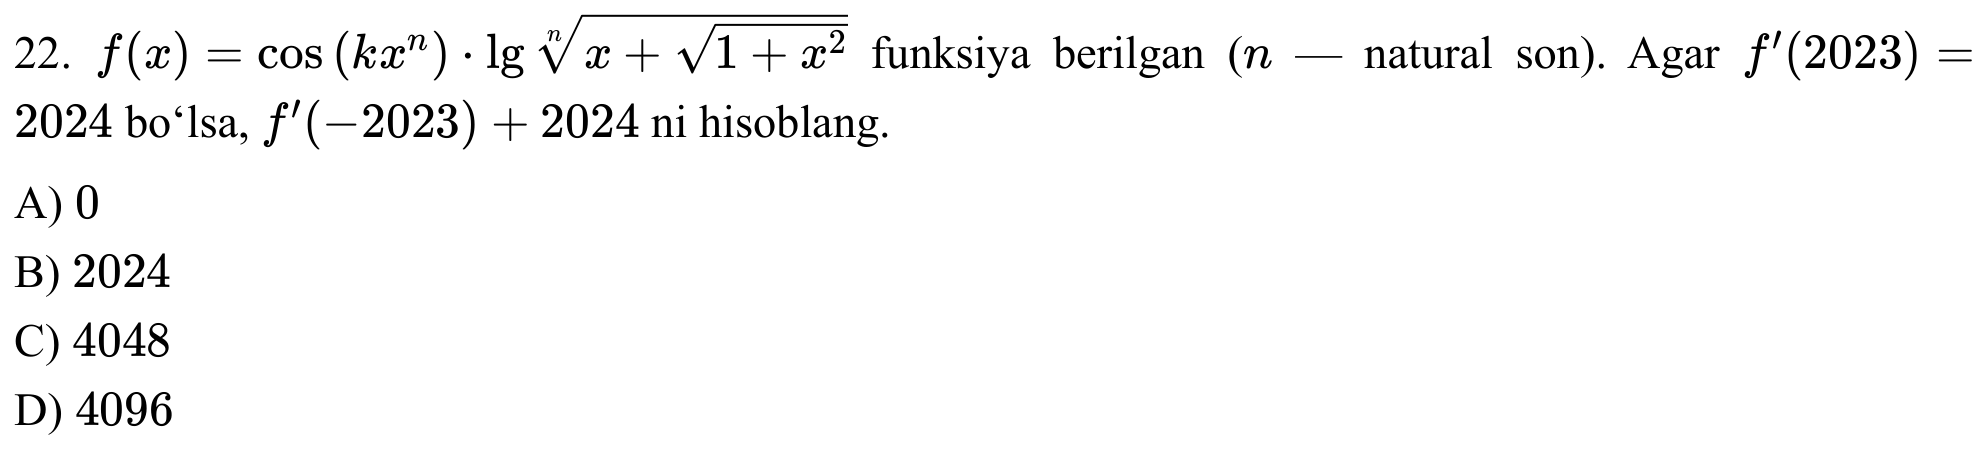 22. f(x) = cos (kxⁿ) · lg ⁿ√(x + √(1 + x²)) funksiya berilgan (n — natural son). Agar f′(2023) =
2024 bo‘lsa, f′(−2023) + 2024 ni hisoblang.
A) 0
B) 2024
C) 4048
D) 4096